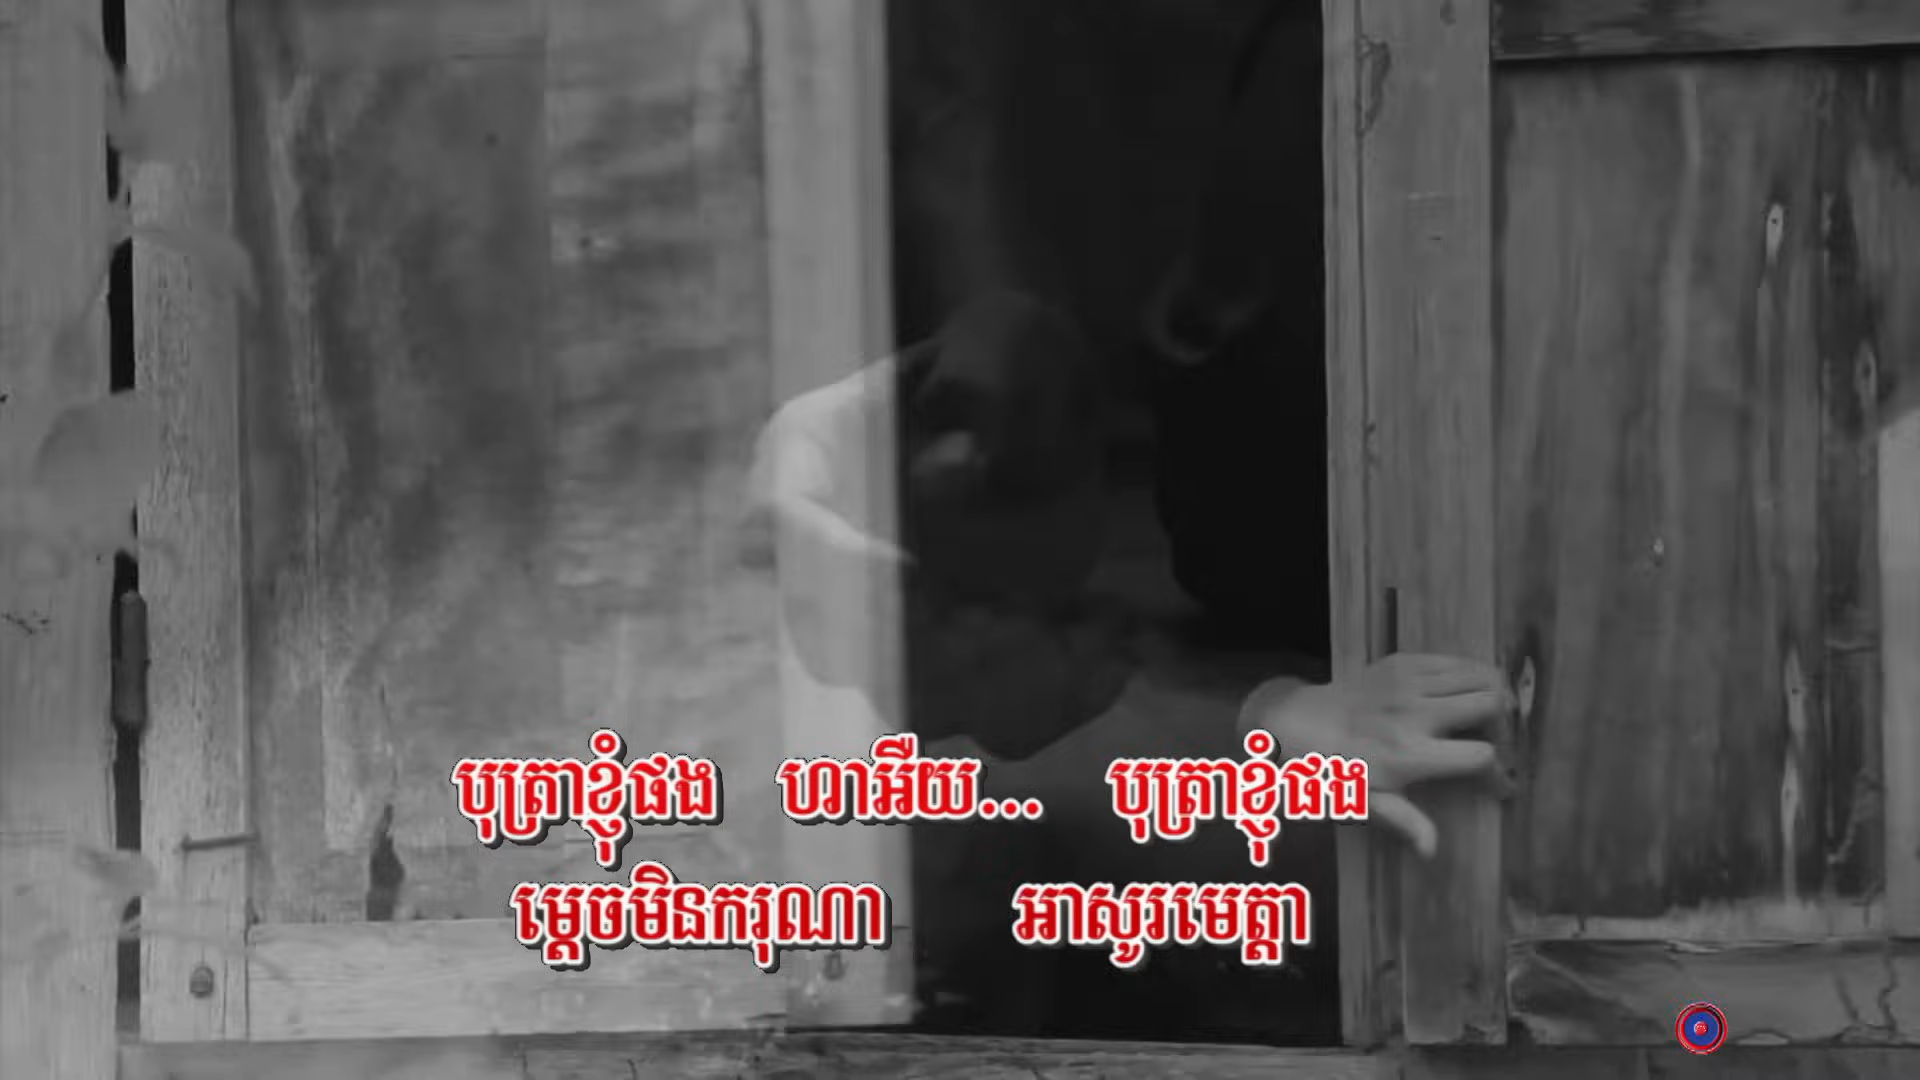 បុត្រាខ្ញុំផង ហាអឺយ... បុត្រាខ្ញុំផង
ម្ដេចមិនករុណា អាសូរមេត្តា